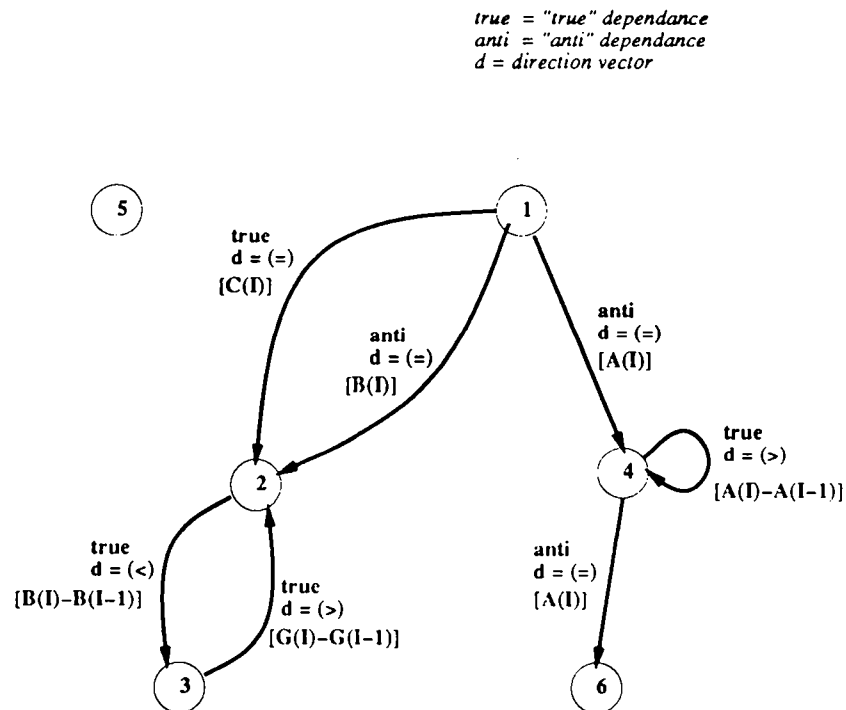 true = "true" dependance
anti = "anti" dependance
d = direction vector
5
1
true
d = (=)
[C(I)]
anti
d = (=)
[B(I)]
anti
d = (=)
[A(I)]
2
4
true
d = (>)
[A(I)-A(I-1)]
true
d = (<)
[B(I)-B(I-1)]
true
d = (>)
[G(I)-G(I-1)]
anti
d = (=)
[A(I)]
3
6